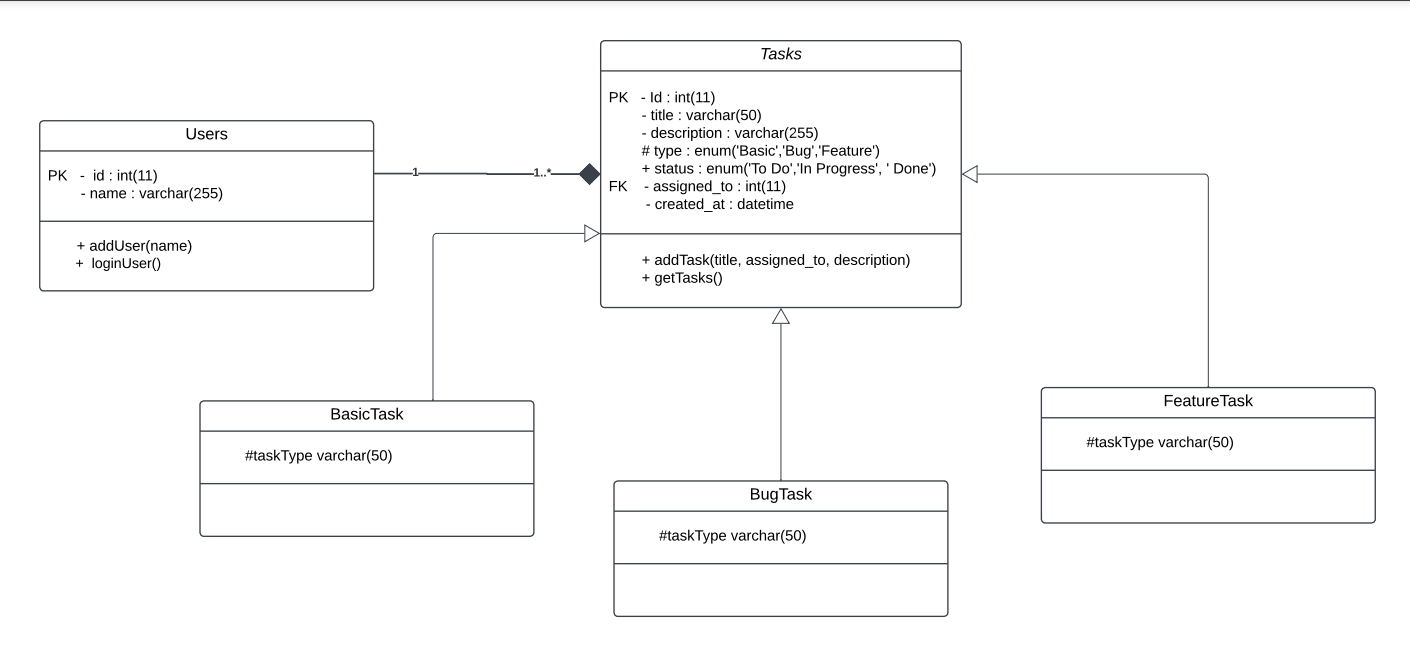 Tasks
PK - Id : int(11)
- title : varchar(50)
- description : varchar(255)
# type : enum('Basic','Bug','Feature')
+ status : enum('To Do','In Progress', ' Done')
FK - assigned_to : int(11)
- created_at : datetime
+ addTask(title, assigned_to, description)
+ getTasks()
Users
PK - id : int(11)
- name : varchar(255)
+ addUser(name)
+ loginUser()
1
1..*
BasicTask
#taskType varchar(50)
BugTask
#taskType varchar(50)
FeatureTask
#taskType varchar(50)